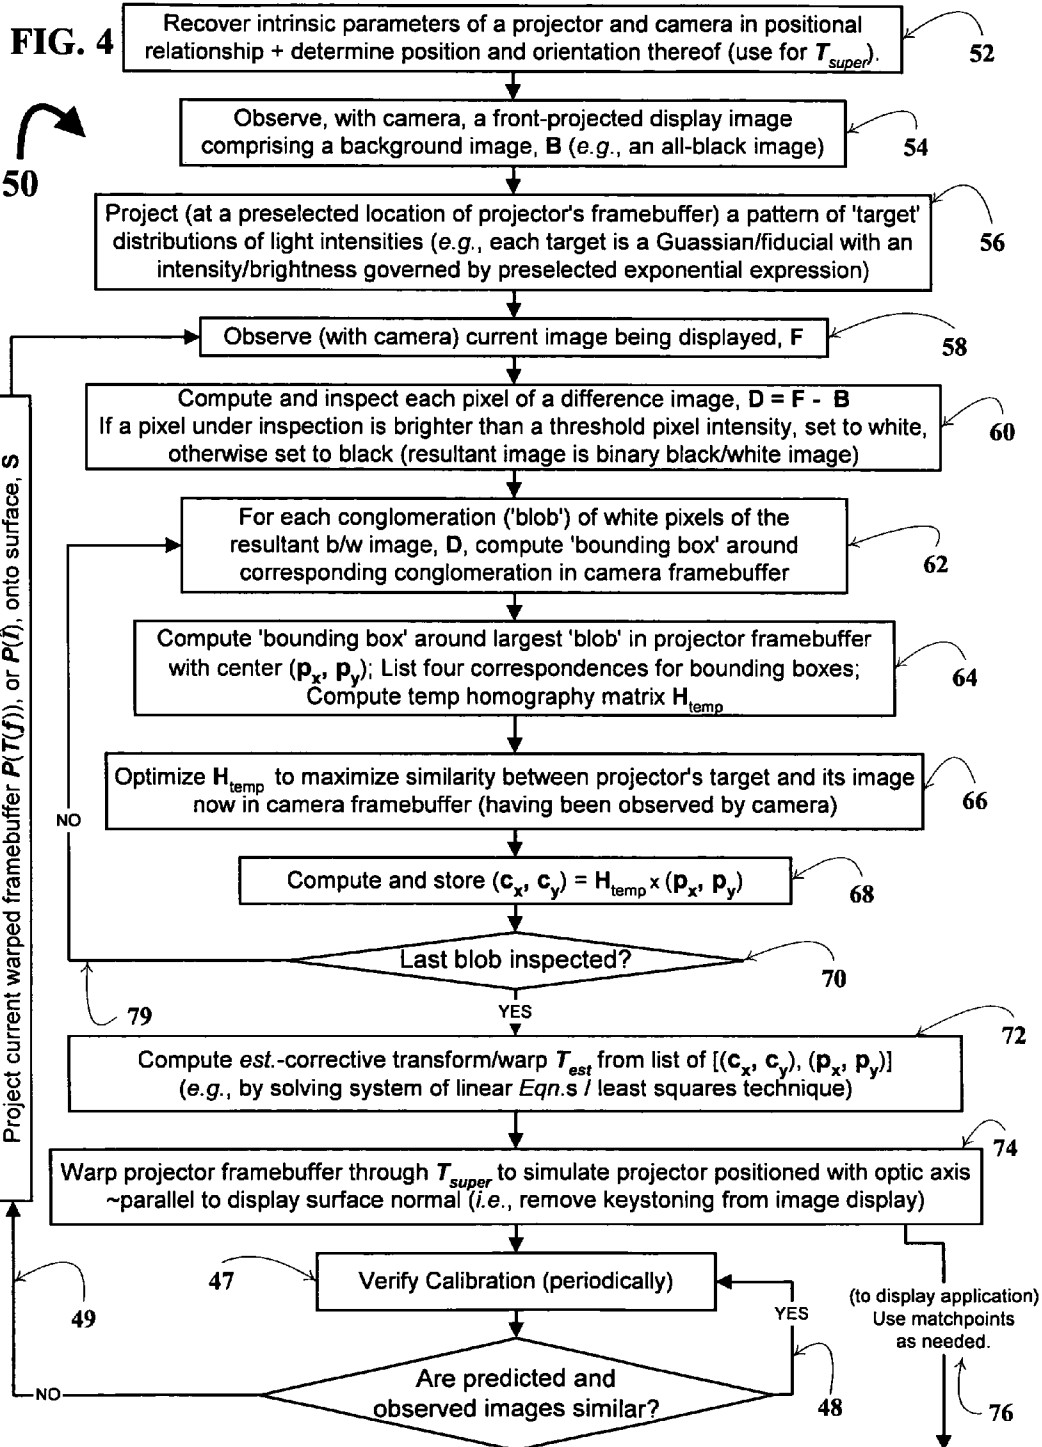 FIG. 4
Recover intrinsic parameters of a projector and camera in positional
relationship + determine position and orientation thereof (use for T_super).
52
50
Observe, with camera, a front-projected display image
comprising a background image, B (e.g., an all-black image)
54
Project (at a preselected location of projector's framebuffer) a pattern of 'target'
distributions of light intensities (e.g., each target is a Guassian/fiducial with an
intensity/brightness governed by preselected exponential expression)
56
Observe (with camera) current image being displayed, F
58
Compute and inspect each pixel of a difference image, D = F - B
If a pixel under inspection is brighter than a threshold pixel intensity, set to white,
otherwise set to black (resultant image is binary black/white image)
60
For each conglomeration ('blob') of white pixels of the
resultant b/w image, D, compute 'bounding box' around
corresponding conglomeration in camera framebuffer
62
Compute 'bounding box' around largest 'blob' in projector framebuffer
with center (p_x, p_y); List four correspondences for bounding boxes;
Compute temp homography matrix H_temp
64
Optimize H_temp to maximize similarity between projector's target and its image
now in camera framebuffer (having been observed by camera)
66
Compute and store (c_x, c_y) = H_temp x (p_x, p_y)
68
Last blob inspected?
70
NO
79
YES
Compute est.-corrective transform/warp T_est from list of [(c_x, c_y), (p_x, p_y)]
(e.g., by solving system of linear Eqn.s / least squares technique)
72
Warp projector framebuffer through T_super to simulate projector positioned with optic axis
~parallel to display surface normal (i.e., remove keystoning from image display)
74
Verify Calibration (periodically)
47
YES
48
Are predicted and
observed images similar?
NO
49
Project current warped framebuffer P(T(f)), or P(î), onto surface, S
(to display application)
Use matchpoints
as needed.
76